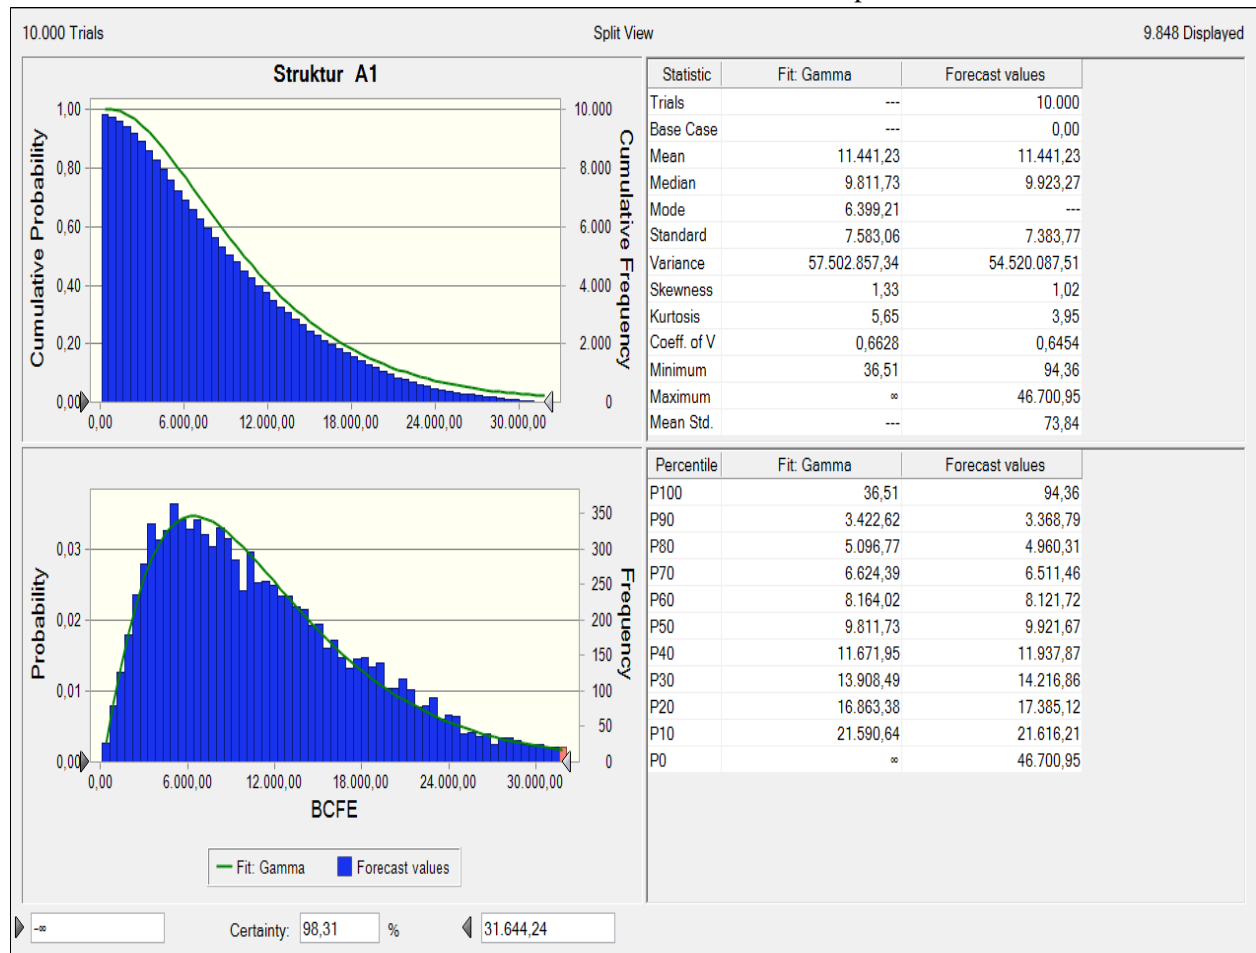 10.000 Trials Split View 9.848 Displayed
Struktur A1
1,00 10.000
0,80 8.000
0,60 6.000
0,40 4.000
0,20 2.000
0,00 0
Cumulative Probability
Cumulative Frequency
0,00 6.000,00 12.000,00 18.000,00 24.000,00 30.000,00
Statistic Fit: Gamma Forecast values
Trials --- 10.000
Base Case --- 0,00
Mean 11.441,23 11.441,23
Median 9.811,73 9.923,27
Mode 6.399,21 ---
Standard 7.583,06 7.383,77
Variance 57.502.857,34 54.520.087,51
Skewness 1,33 1,02
Kurtosis 5,65 3,95
Coeff. of V 0,6628 0,6454
Minimum 36,51 94,36
Maximum ∞ 46.700,95
Mean Std. --- 73,84
350
0,03 300
250
0,02 200
150
0,01 100
50
0,00 0
Probability
Frequency
0,00 6.000,00 12.000,00 18.000,00 24.000,00 30.000,00
BCFE
Fit: Gamma Forecast values
Percentile Fit: Gamma Forecast values
P100 36,51 94,36
P90 3.422,62 3.368,79
P80 5.096,77 4.960,31
P70 6.624,39 6.511,46
P60 8.164,02 8.121,72
P50 9.811,73 9.921,67
P40 11.671,95 11.937,87
P30 13.908,49 14.216,86
P20 16.863,38 17.385,12
P10 21.590,64 21.616,21
P0 ∞ 46.700,95
-∞ Certainty: 98,31 % 31.644,24